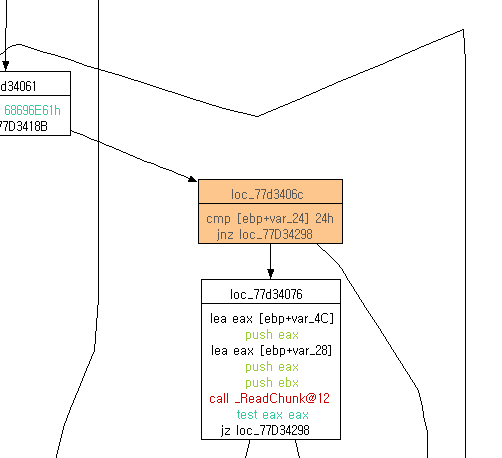 d34061
68696E61h
77D3418B
loc_77d3406c
cmp [ebp+var_24] 24h
jnz loc_77D34298
loc_77d34076
lea eax [ebp+var_4C]
push eax
lea eax [ebp+var_28]
push eax
push ebx
call _ReadChunk@12
test eax eax
jz loc_77D34298